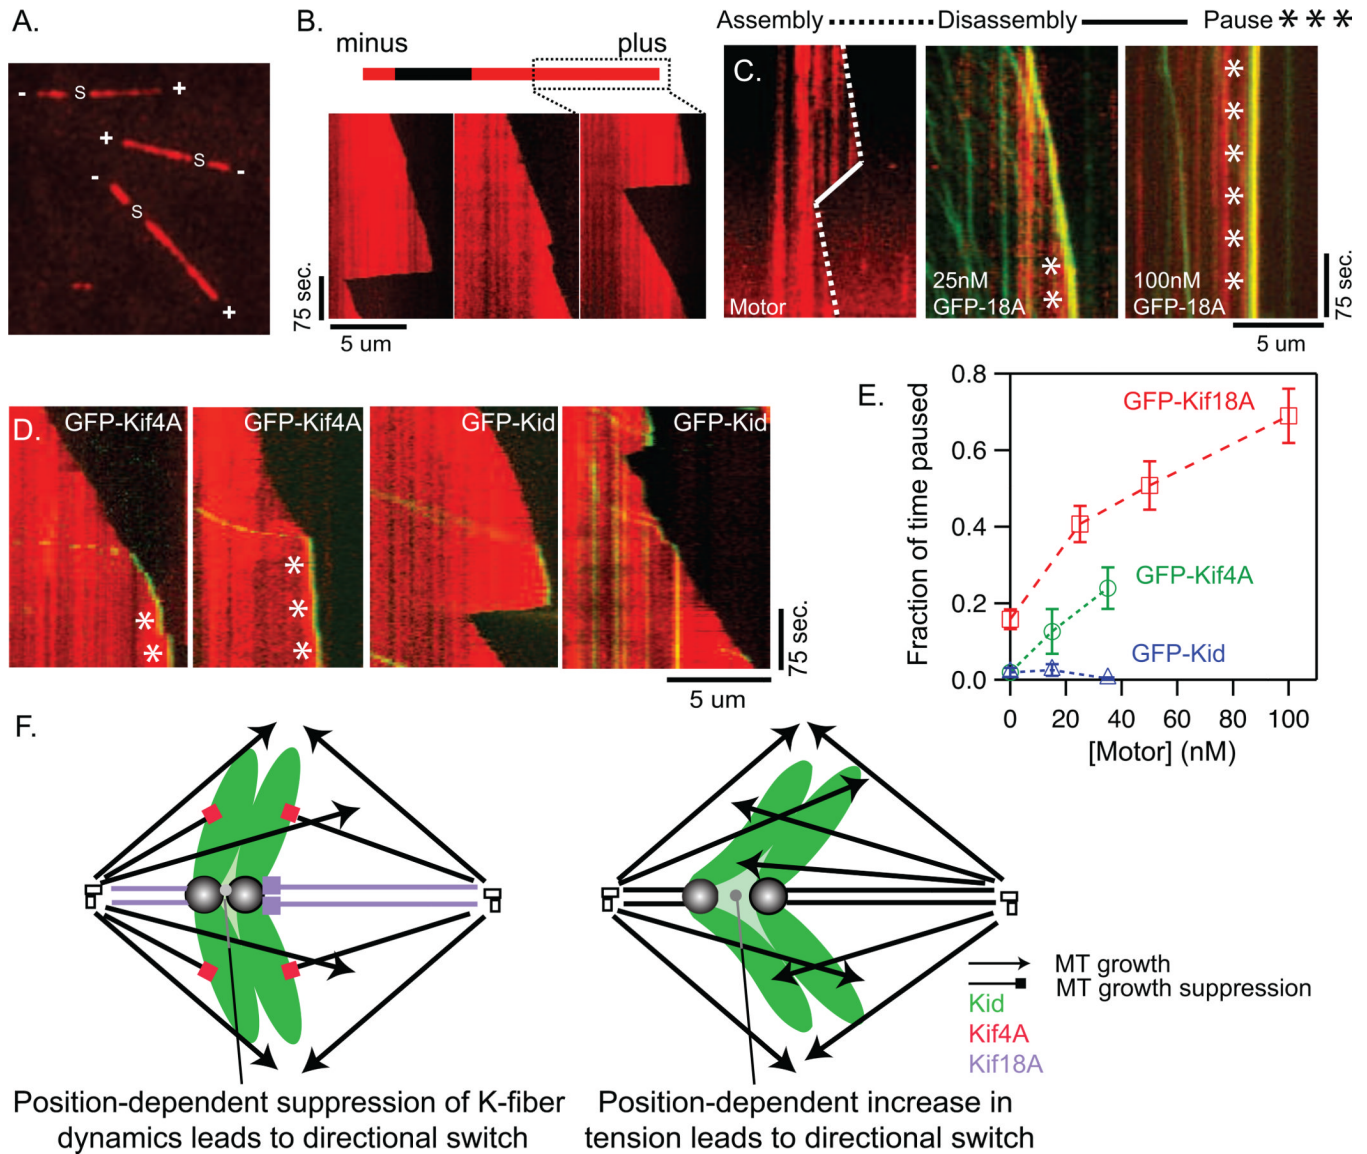 A.
- S +
+ S -
- S +
B.
minus plus
75 sec.
5 um
Assembly Disassembly Pause * * *
C.
Motor
25nM
GFP-18A
* *
100nM
GFP-18A
* * * * * *
75 sec.
5 um
D.
GFP-Kif4A
* *
GFP-Kif4A
* * *
GFP-Kid
GFP-Kid
75 sec.
5 um
E.
Fraction of time paused
0.8
0.6
0.4
0.2
0.0
GFP-Kif18A
GFP-Kif4A
GFP-Kid
0 20 40 60 80 100
[Motor] (nM)
F.
MT growth
MT growth suppression
Kid
Kif4A
Kif18A
Position-dependent suppression of K-fiber
dynamics leads to directional switch
Position-dependent increase in
tension leads to directional switch